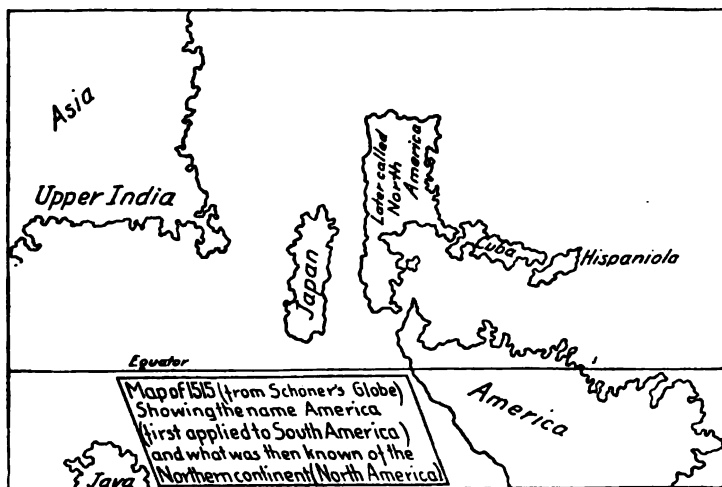 Asia
Upper India
Japan
Later called
North
America
Cuba
Hispaniola
Equator
America
Java
Map of 1515 (from Schoner's Globe)
Showing the name America
(first applied to South America)
and what was then known of the
Northern continent (North America)